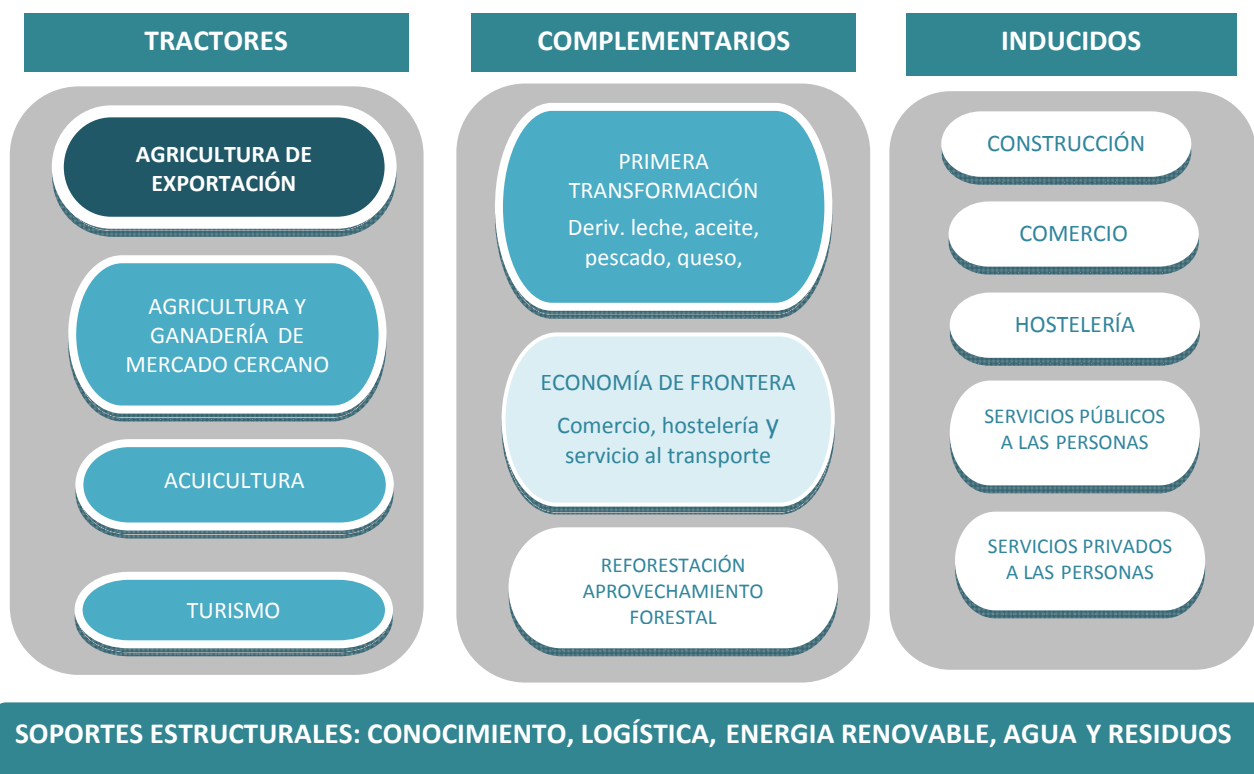 TRACTORES
AGRICULTURA DE
EXPORTACIÓN
AGRICULTURA Y
GANADERÍA DE
MERCADO CERCANO
ACUICULTURA
TURISMO
COMPLEMENTARIOS
PRIMERA
TRANSFORMACIÓN
Deriv. leche, aceite,
pescado, queso,
ECONOMÍA DE FRONTERA
Comercio, hostelería y
servicio al transporte
REFORESTACIÓN
APROVECHAMIENTO
FORESTAL
INDUCIDOS
CONSTRUCCIÓN
COMERCIO
HOSTELERÍA
SERVICIOS PÚBLICOS
A LAS PERSONAS
SERVICIOS PRIVADOS
A LAS PERSONAS
SOPORTES ESTRUCTURALES: CONOCIMIENTO, LOGÍSTICA, ENERGIA RENOVABLE, AGUA Y RESIDUOS